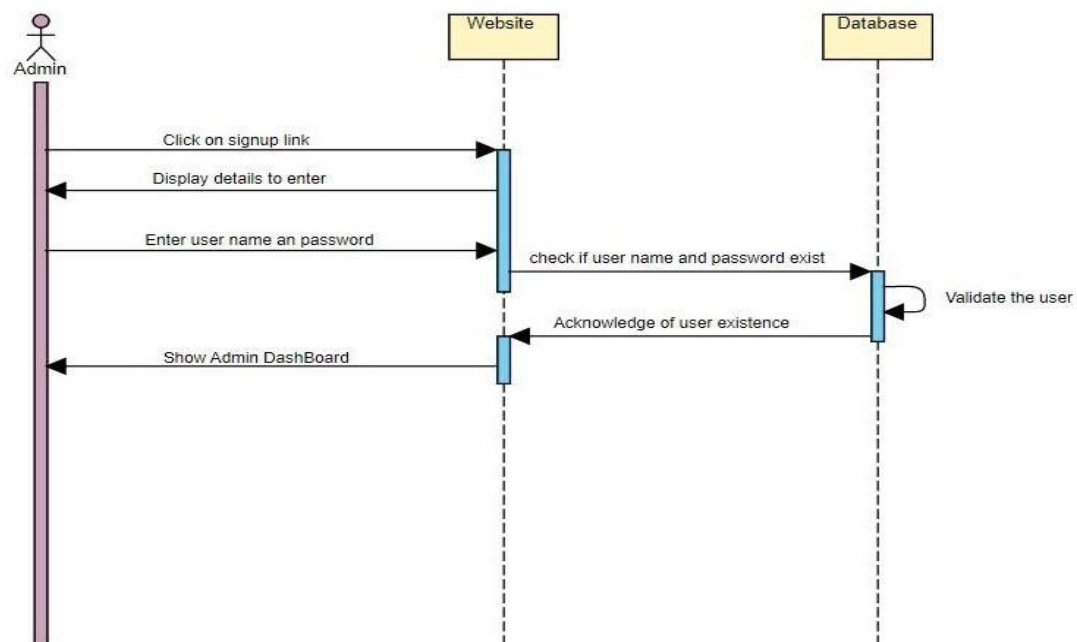 Website
Database
Admin
Click on signup link
Display details to enter
Enter user name an password
check if user name and password exist
Validate the user
Acknowledge of user existence
Show Admin DashBoard